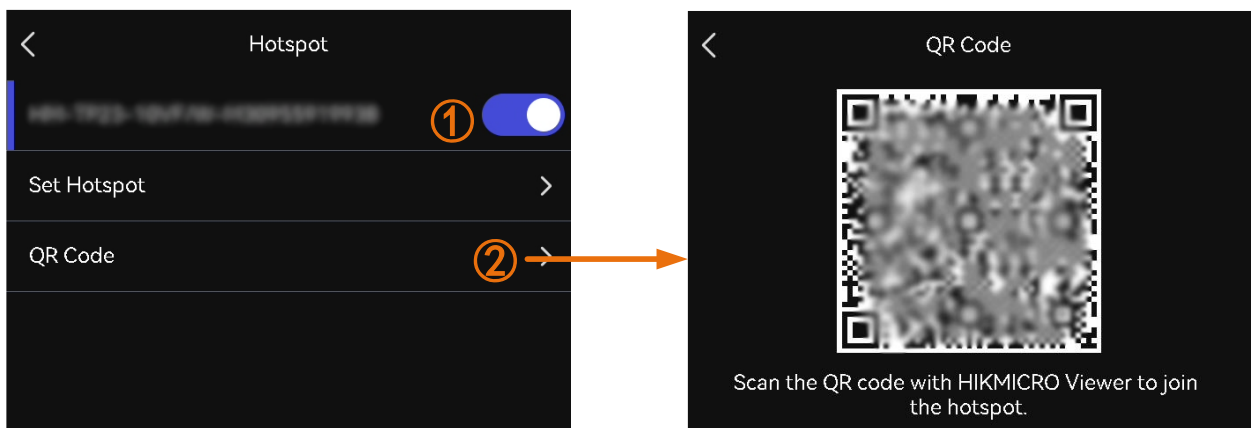 Hotspot
①
Set Hotspot
QR Code
②
QR Code
Scan the QR code with HIKMICRO Viewer to join
the hotspot.